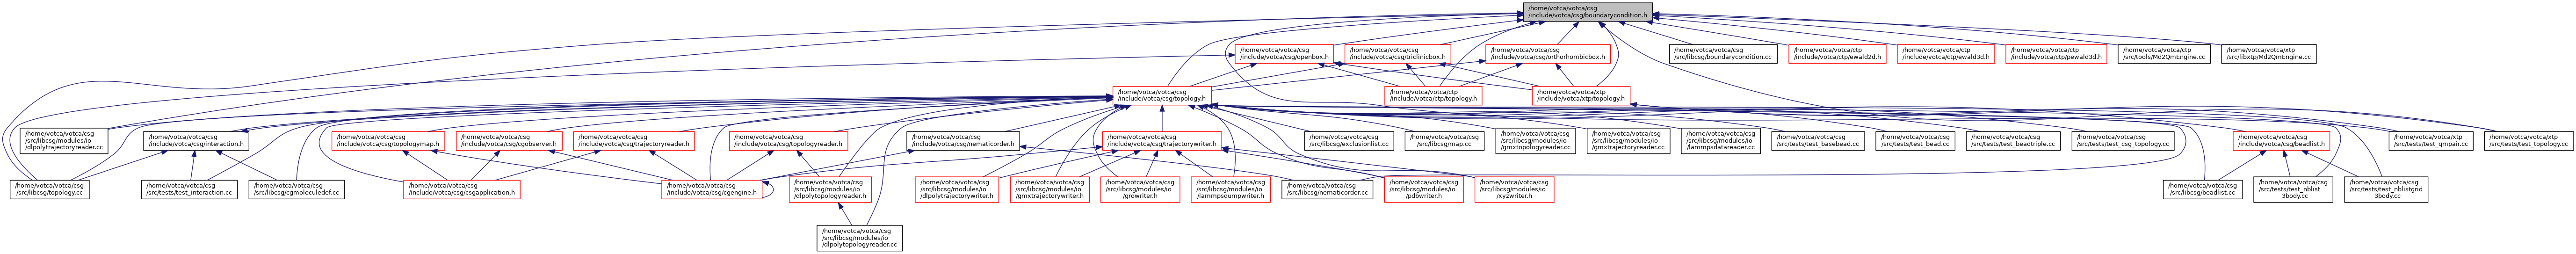 /home/votca/votca/csg
/include/votca/csg/boundarycondition.h
/home/votca/votca/csg
/include/votca/csg/openbox.h
/home/votca/votca/csg
/include/votca/csg/triclinicbox.h
/home/votca/votca/csg
/include/votca/csg/orthorhombicbox.h
/home/votca/votca/csg
/src/libcsg/boundarycondition.cc
/home/votca/votca/ctp
/include/votca/ctp/ewald2d.h
/home/votca/votca/ctp
/include/votca/ctp/ewald3d.h
/home/votca/votca/ctp
/include/votca/ctp/pewald3d.h
/home/votca/votca/ctp
/src/tools/Md2QmEngine.cc
/home/votca/votca/xtp
/src/libxtp/Md2QmEngine.cc
/home/votca/votca/csg
/include/votca/csg/topology.h
/home/votca/votca/ctp
/include/votca/ctp/topology.h
/home/votca/votca/xtp
/include/votca/xtp/topology.h
/home/votca/votca/csg
/src/libcsg/modules/io
/dlpolytrajectoryreader.cc
/home/votca/votca/csg
/include/votca/csg/interaction.h
/home/votca/votca/csg
/include/votca/csg/topologymap.h
/home/votca/votca/csg
/include/votca/csg/cgobserver.h
/home/votca/votca/csg
/include/votca/csg/trajectoryreader.h
/home/votca/votca/csg
/include/votca/csg/topologyreader.h
/home/votca/votca/csg
/include/votca/csg/nematicorder.h
/home/votca/votca/csg
/include/votca/csg/trajectorywriter.h
/home/votca/votca/csg
/src/libcsg/exclusionlist.cc
/home/votca/votca/csg
/src/libcsg/map.cc
/home/votca/votca/csg
/src/libcsg/modules/io
/gmxtopologyreader.cc
/home/votca/votca/csg
/src/libcsg/modules/io
/gmxtrajectoryreader.cc
/home/votca/votca/csg
/src/libcsg/modules/io
/lammpsdatareader.cc
/home/votca/votca/csg
/src/tests/test_basebead.cc
/home/votca/votca/csg
/src/tests/test_bead.cc
/home/votca/votca/csg
/src/tests/test_beadtriple.cc
/home/votca/votca/csg
/src/tests/test_csg_topology.cc
/home/votca/votca/csg
/include/votca/csg/beadlist.h
/home/votca/votca/xtp
/src/tests/test_qmpair.cc
/home/votca/votca/xtp
/src/tests/test_topology.cc
/home/votca/votca/csg
/src/libcsg/topology.cc
/home/votca/votca/csg
/src/tests/test_interaction.cc
/home/votca/votca/csg
/src/libcsg/cgmoleculedef.cc
/home/votca/votca/csg
/include/votca/csg/csgapplication.h
/home/votca/votca/csg
/include/votca/csg/cgengine.h
/home/votca/votca/csg
/src/libcsg/modules/io
/dlpolytopologyreader.h
/home/votca/votca/csg
/src/libcsg/modules/io
/dlpolytrajectorywriter.h
/home/votca/votca/csg
/src/libcsg/modules/io
/gmxtrajectorywriter.h
/home/votca/votca/csg
/src/libcsg/modules/io
/growriter.h
/home/votca/votca/csg
/src/libcsg/modules/io
/lammpsdumpwriter.h
/home/votca/votca/csg
/src/libcsg/nematicorder.cc
/home/votca/votca/csg
/src/libcsg/modules/io
/pdbwriter.h
/home/votca/votca/csg
/src/libcsg/modules/io
/xyzwriter.h
/home/votca/votca/csg
/src/libcsg/beadlist.cc
/home/votca/votca/csg
/src/tests/test_nblist
_3body.cc
/home/votca/votca/csg
/src/tests/test_nblistgrid
_3body.cc
/home/votca/votca/csg
/src/libcsg/modules/io
/dlpolytopologyreader.cc